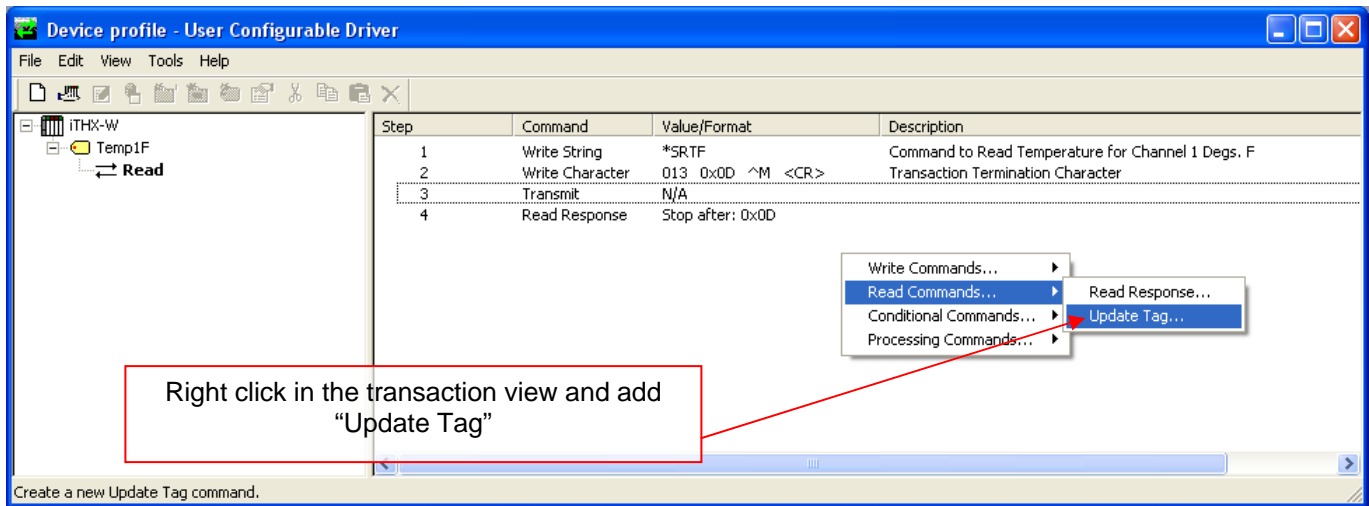 Device profile - User Configurable Driver
File Edit View Tools Help
iTHX-W
Temp1F
Read
Step Command Value/Format Description
1 Write String *SRTF Command to Read Temperature for Channel 1 Degs. F
2 Write Character 013 0x0D ^M <CR> Transaction Termination Character
3 Transmit N/A
4 Read Response Stop after: 0x0D
Write Commands...
Read Commands...
Conditional Commands...
Processing Commands...
Read Response...
Update Tag...
Right click in the transaction view and add
“Update Tag”
Create a new Update Tag command.